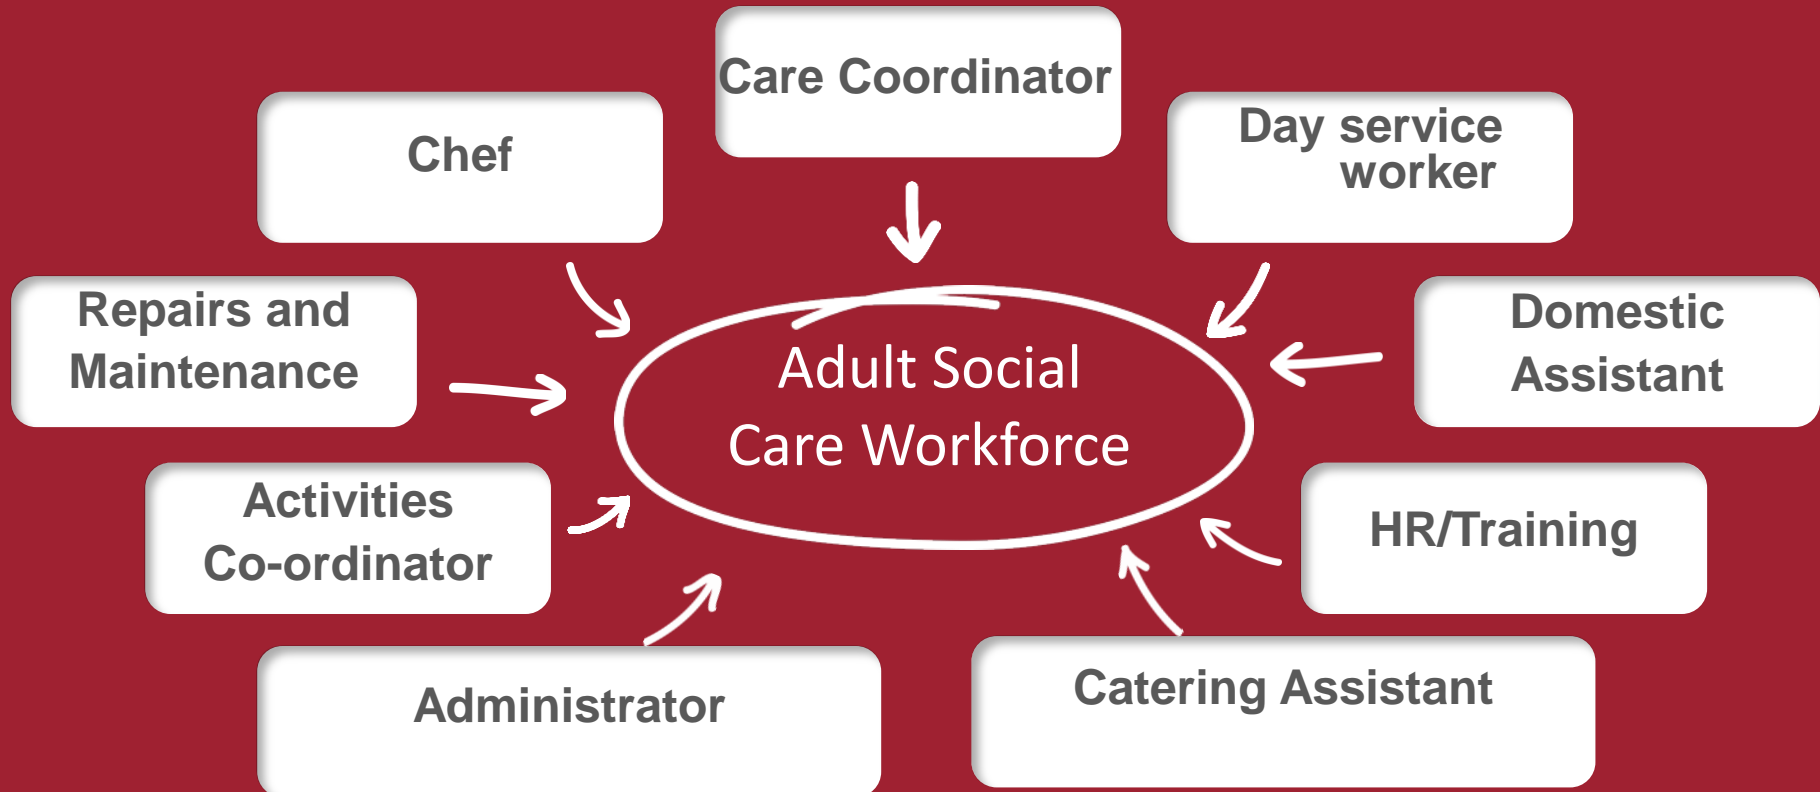 Care Coordinator
Chef
Day service
worker
Repairs and
Maintenance
Adult Social
Care Workforce
Domestic
Assistant
Activities
Co-ordinator
HR/Training
Administrator
Catering Assistant